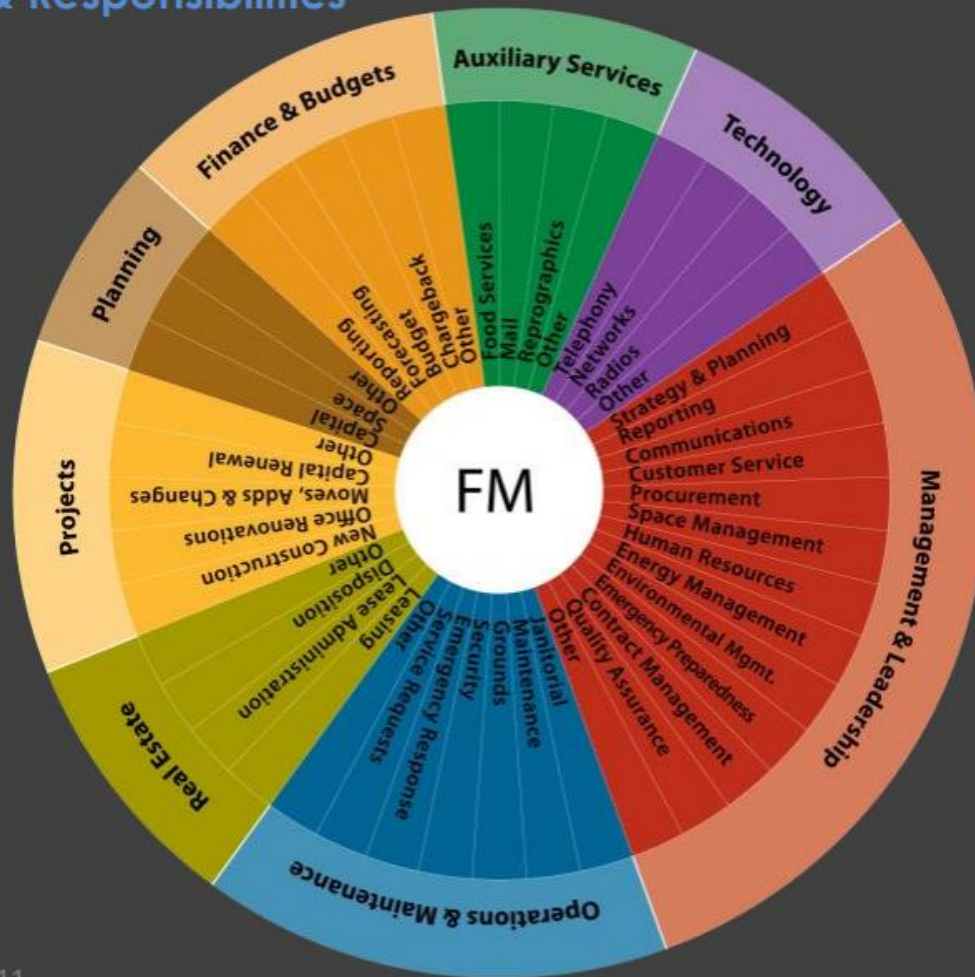 & Responsibilities
Auxiliary Services
Food Services
Mail
Reprographics
Other
Technology
Telephony
Networks
Radios
Other
Management & Leadership
Strategy & Planning
Reporting
Communications
Customer Service
Procurement
Space Management
Human Resources
Energy Management
Environmental Mgmt.
Emergency Preparedness
Contract Management
Quality Assurance
Other
Operations & Maintenance
Janitorial
Maintenance
Grounds
Security
Emergency Response
Service Requests
Other
Real Estate
Leasing
Lease Administration
Disposition
Other
Projects
New Construction
Office Renovations
Moves, Adds & Changes
Capital Renewal
Other
Planning
Capital
Space
Other
Finance & Budgets
Reporting
Forecasting
Budget
Chargeback
Other
FM
11